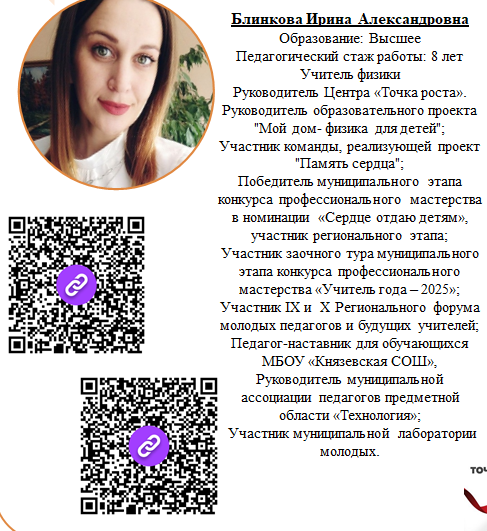 Блинкова Ирина Александровна
Образование: Высшее
Педагогический стаж работы: 8 лет
Учитель физики
Руководитель Центра «Точка роста».
Руководитель образовательного проекта
"Мой дом- физика для детей";
Участник команды, реализующей проект
"Память сердца";
Победитель муниципального этапа
конкурса профессионального мастерства
в номинации «Сердце отдаю детям»,
участник регионального этапа;
Участник заочного тура муниципального
этапа конкурса профессионального
мастерства «Учитель года – 2025»;
Участник IX и X Регионального форума
молодых педагогов и будущих учителей;
Педагог-наставник для обучающихся
МБОУ «Князевская СОШ»,
Руководитель муниципальной
ассоциации педагогов предметной
области «Технология»;
Участник муниципальной лаборатории
молодых.
ТОЧ